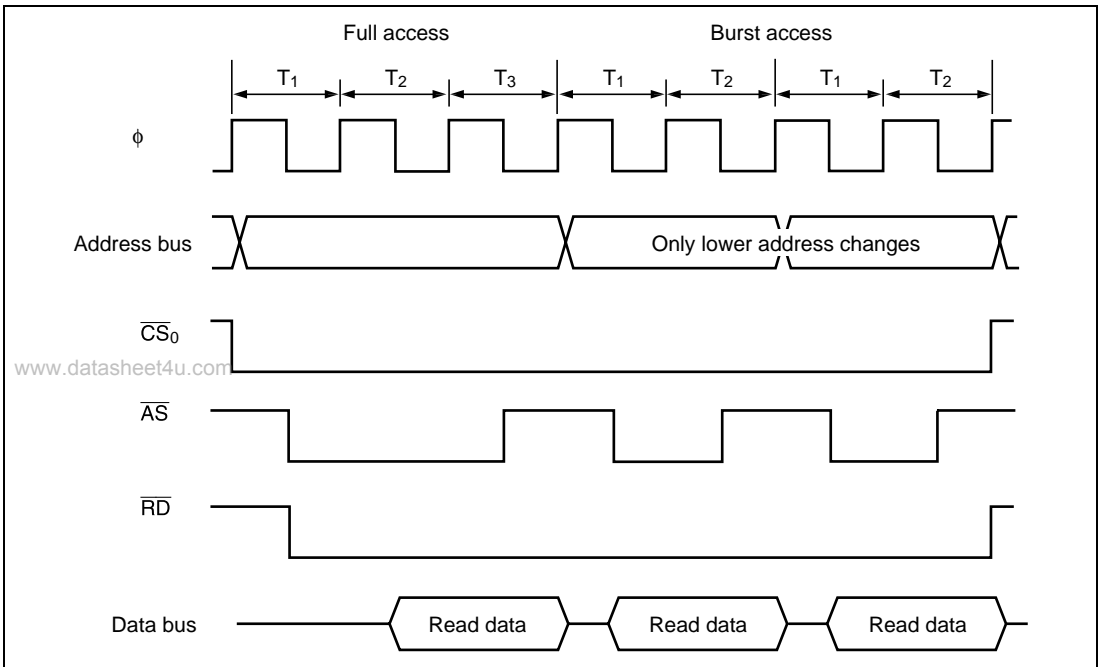 Full access Burst access
T1 T2 T3 T1 T2 T1 T2
ϕ
Address bus Only lower address changes
CS0
www.datasheet4u.com
AS
RD
Data bus Read data Read data Read data